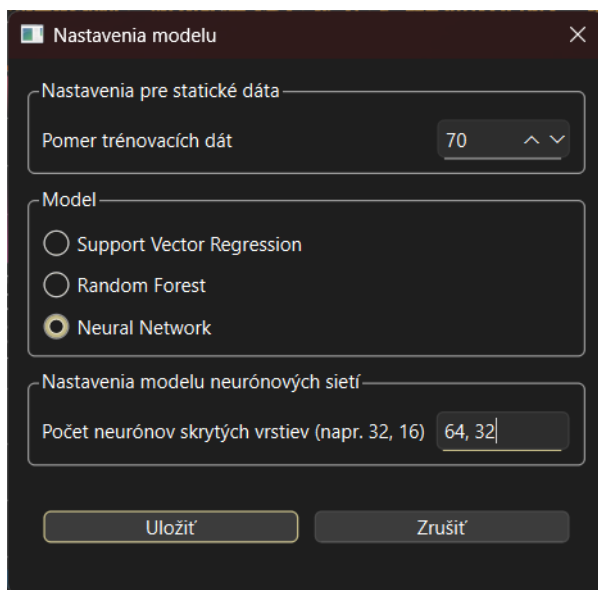 Nastavenia modelu
Nastavenia pre statické dáta
Pomer trénovacích dát 70
Model
Support Vector Regression
Random Forest
Neural Network
Nastavenia modelu neurónových sietí
Počet neurónov skrytých vrstiev (napr. 32, 16) 64, 32
Uložiť Zrušiť